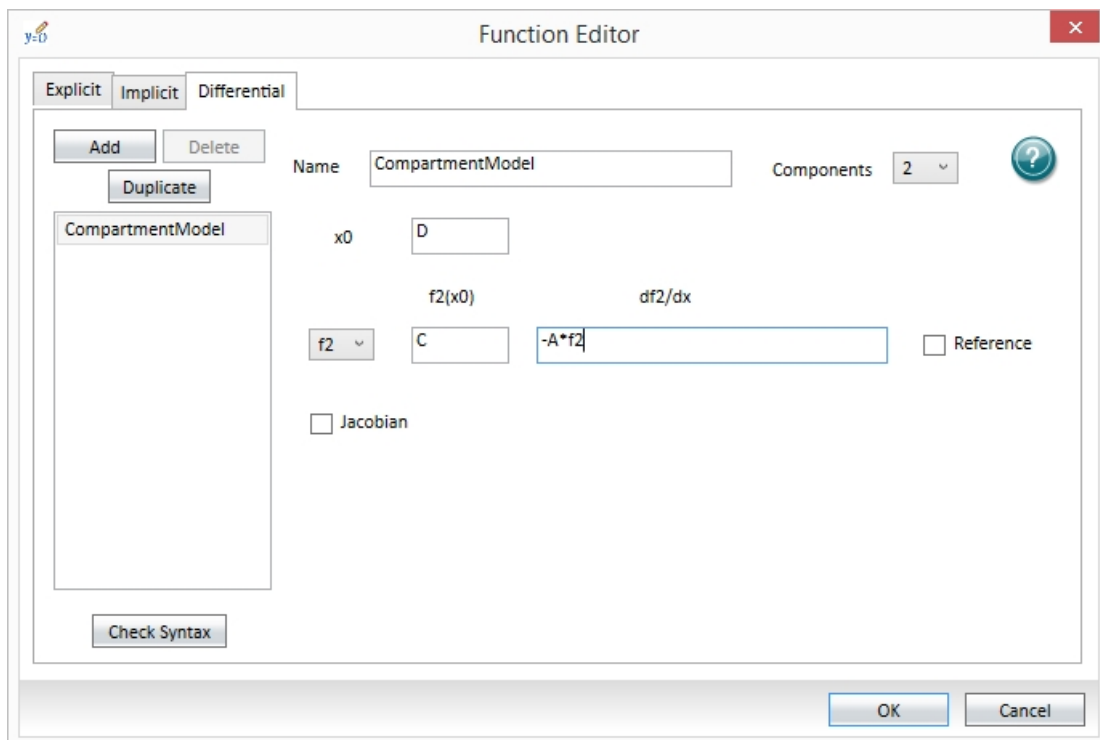 y=()
Function Editor
Explicit Implicit Differential
Add Delete
Name CompartmentModel Components 2
?
Duplicate
CompartmentModel
x0 D
f2(x0) df2/dx
f2 C -A*f2 Reference
Jacobian
Check Syntax
OK Cancel